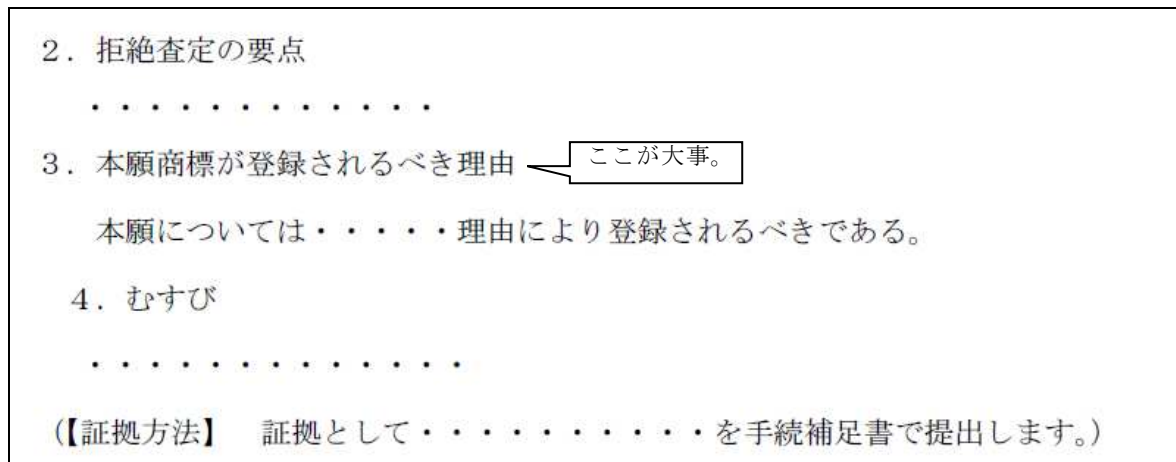 ２．拒絶査定の要点
・・・・・・・・・・・・
３．本願商標が登録されるべき理由 ここが大事。
本願については・・・・・理由により登録されるべきである。
４．むすび
・・・・・・・・・・・・・
（【証拠方法】　証拠として・・・・・・・・・・を手続補足書で提出します。）